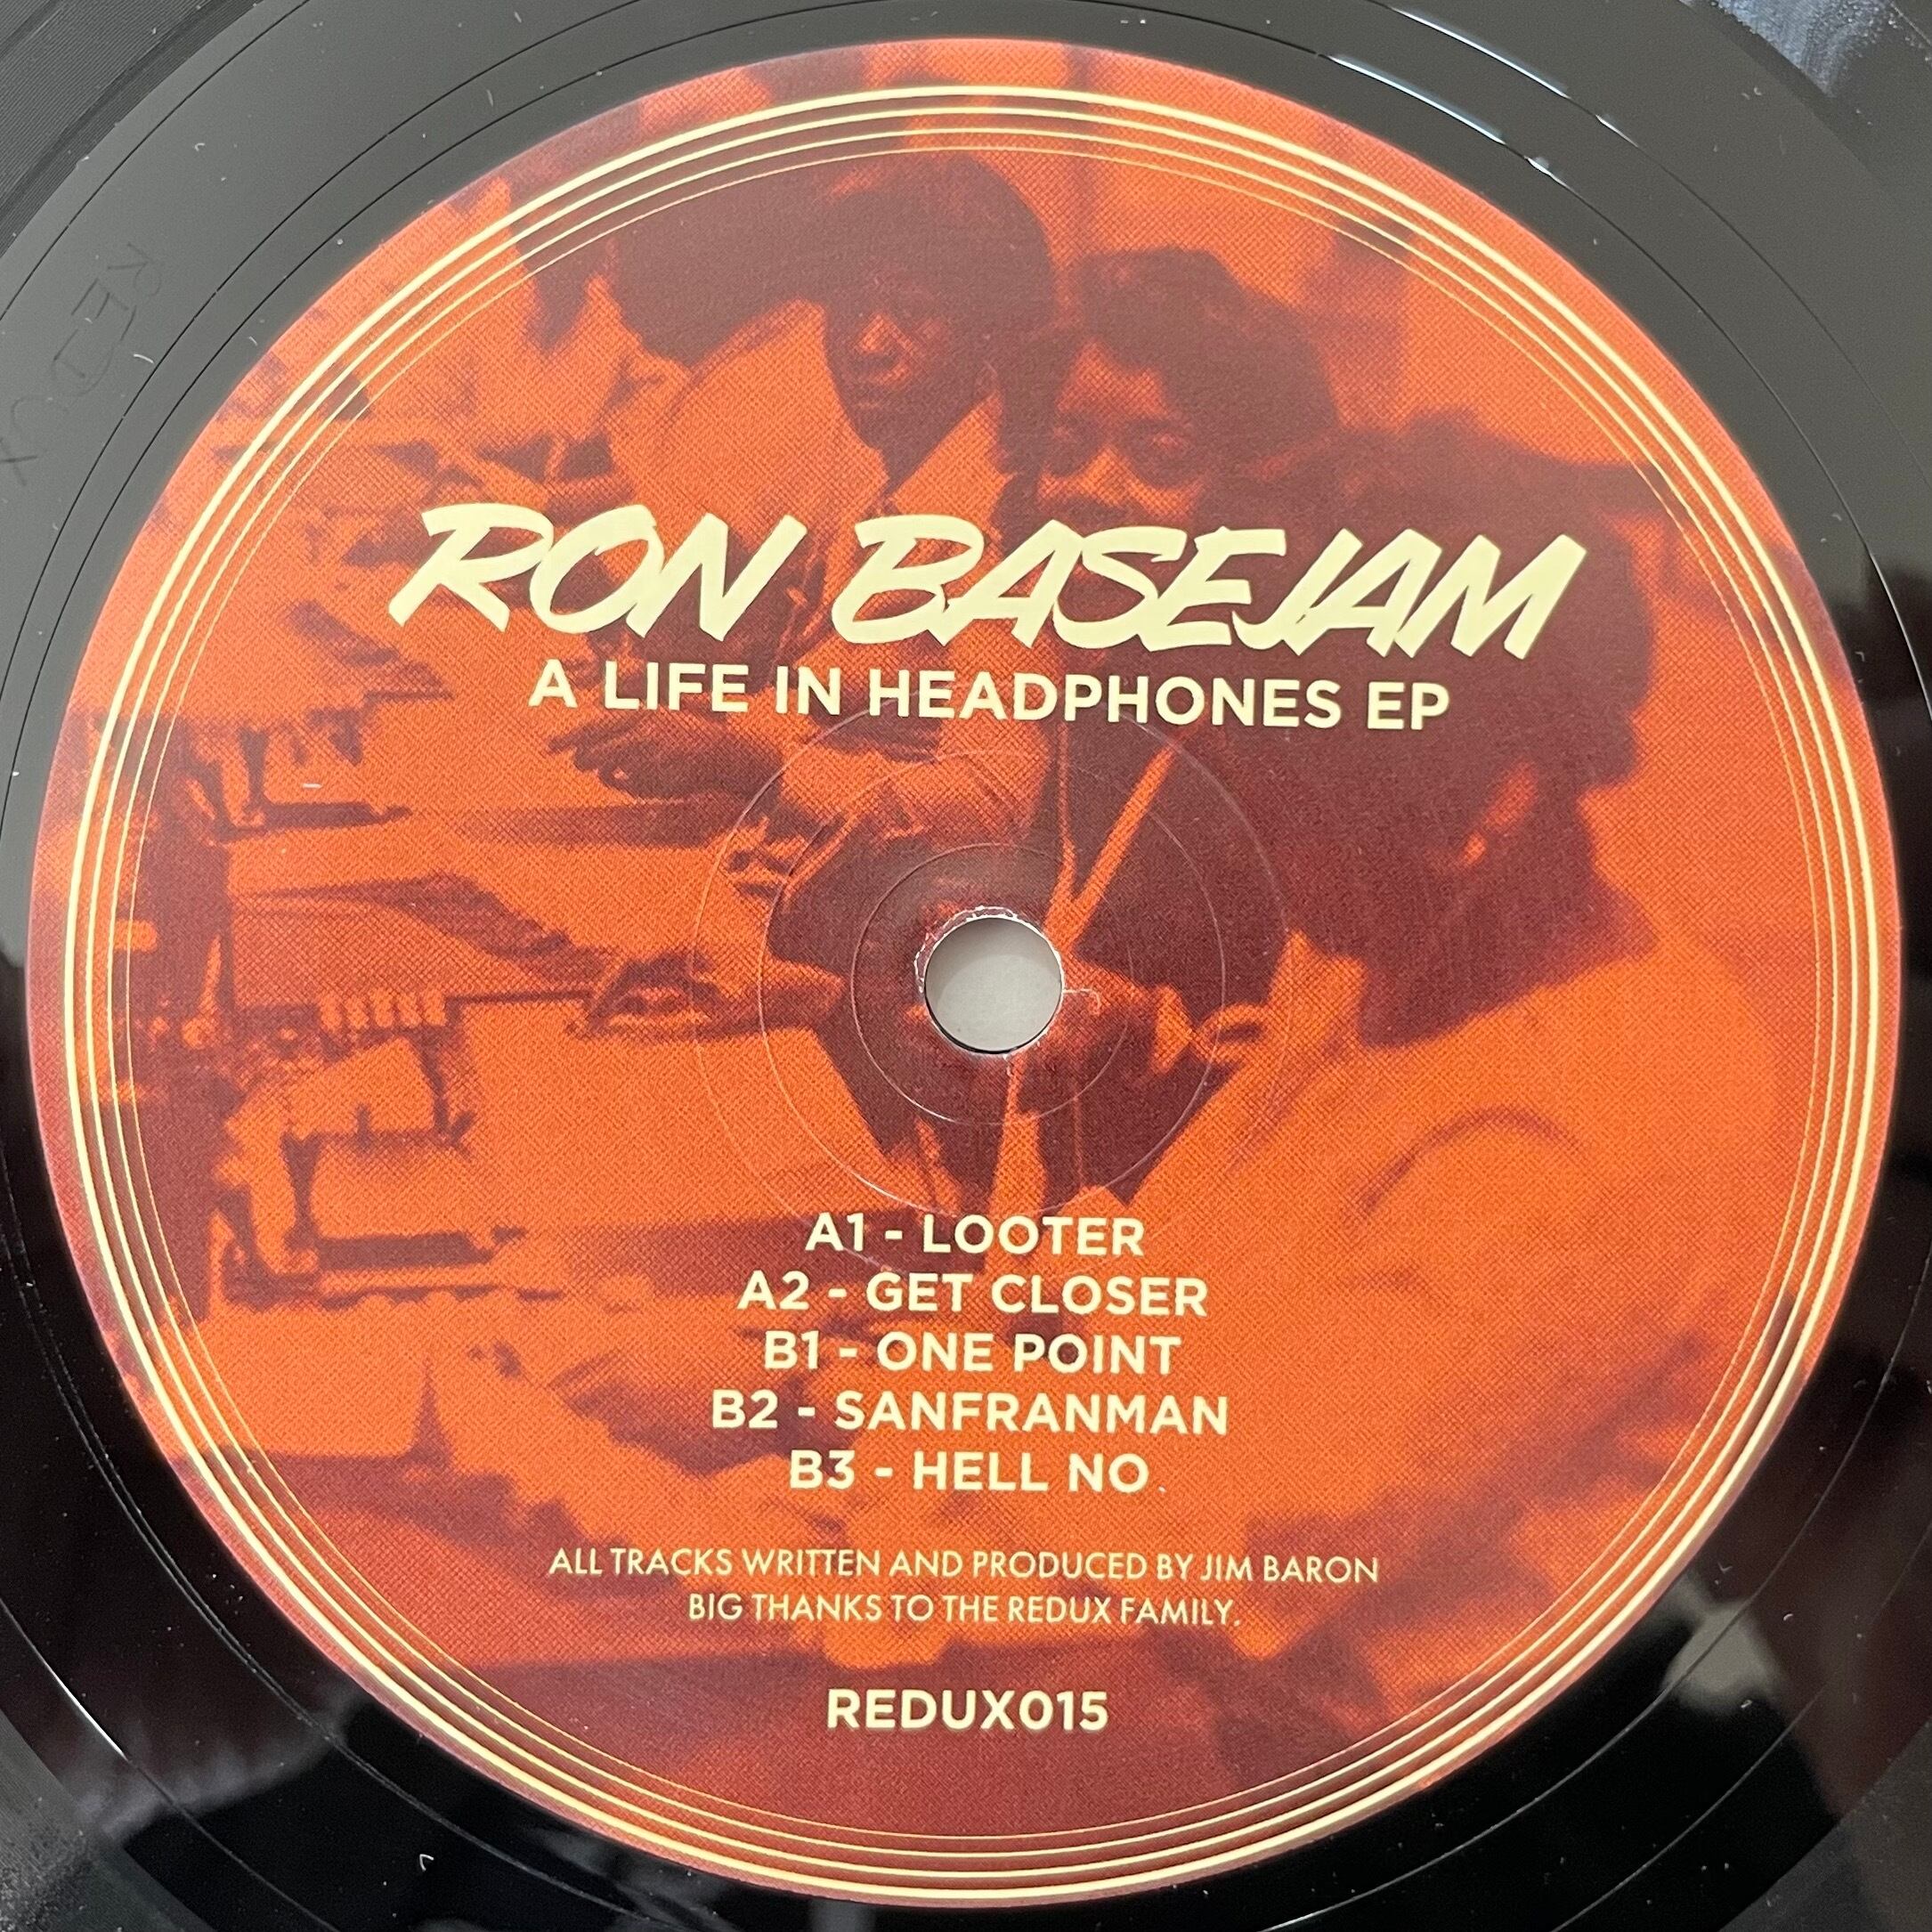 RON BASEJAM
A LIFE IN HEADPHONES EP
A1 - LOOTER
A2 - GET CLOSER
B1 - ONE POINT
B2 - SANFRANMAN
B3 - HELL NO
ALL TRACKS WRITTEN AND PRODUCED BY JIM BARON
BIG THANKS TO THE REDUX FAMILY.
REDUX015
REDUX